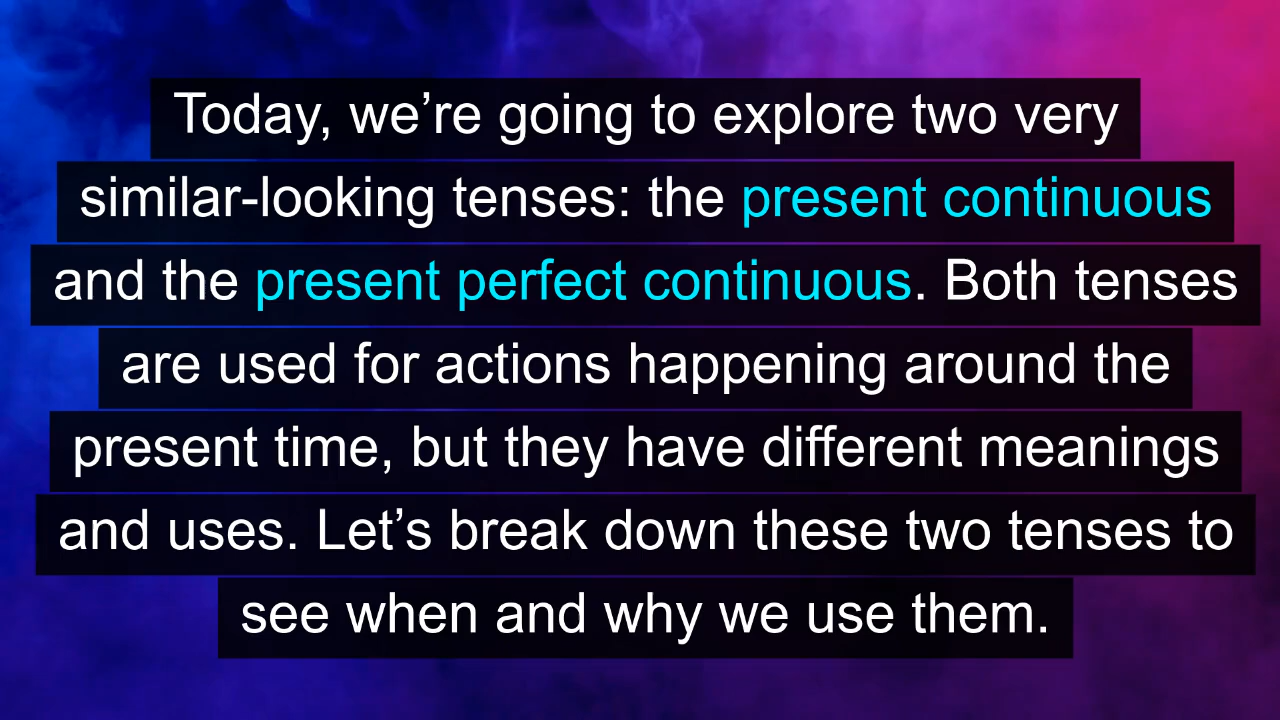 Today, we’re going to explore two very
similar-looking tenses: the present continuous
and the present perfect continuous. Both tenses
are used for actions happening around the
present time, but they have different meanings
and uses. Let’s break down these two tenses to
see when and why we use them.